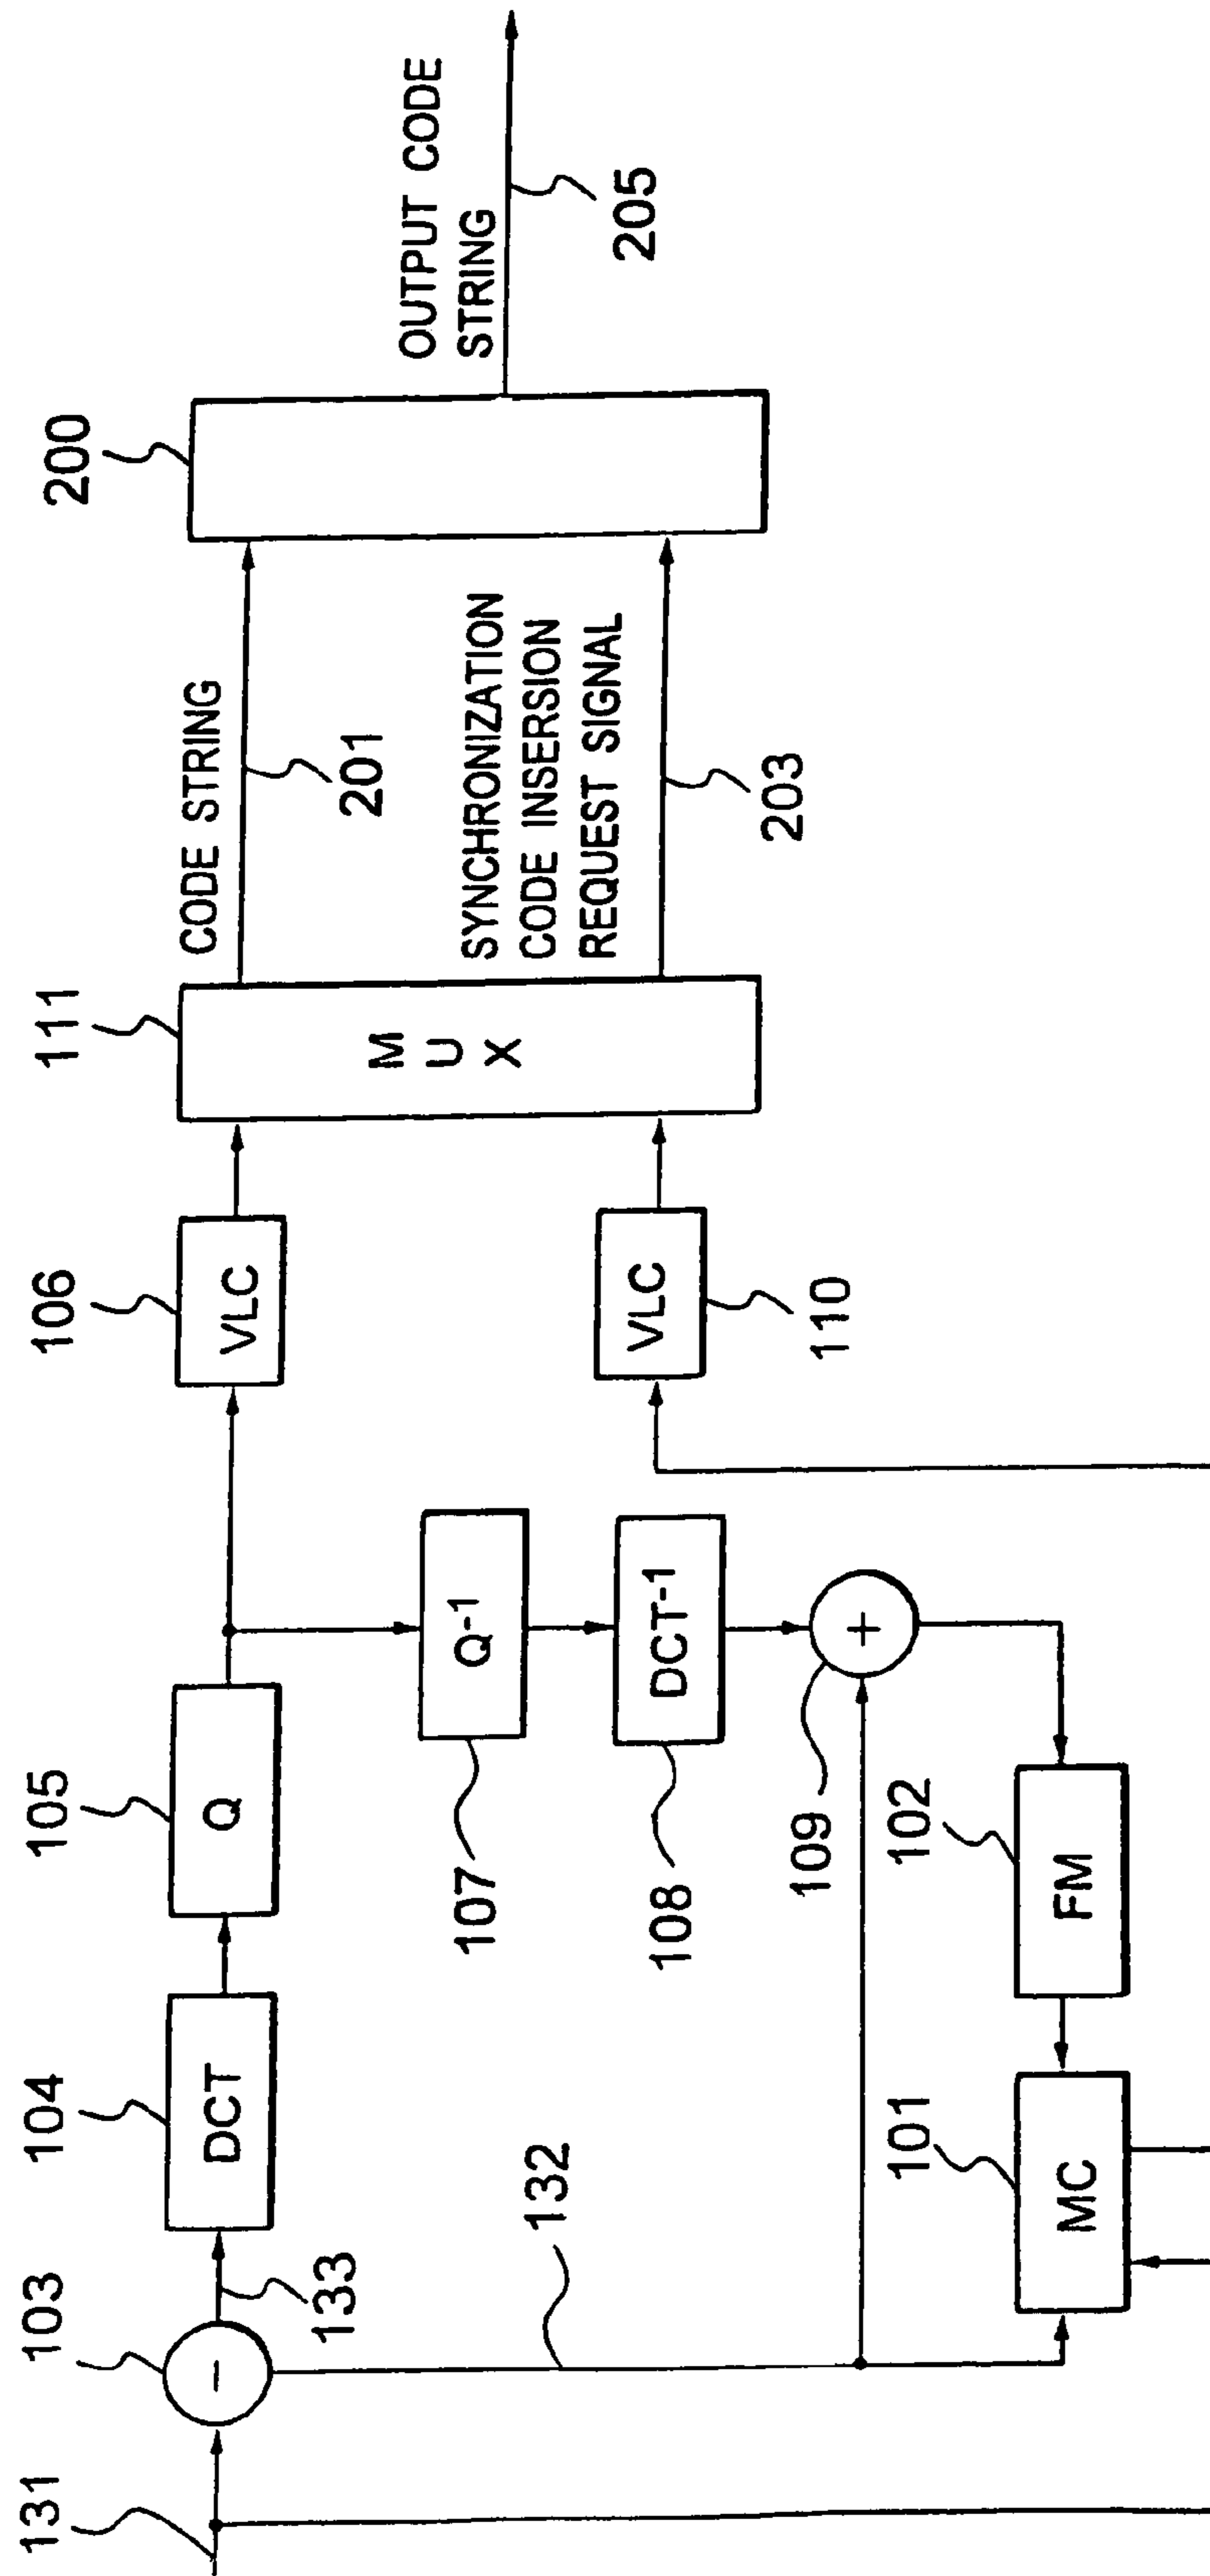 131
103
-
133
104
DCT
105
Q
106
VLC
111
M
U
X
CODE STRING
201
200
OUTPUT CODE
STRING
205
SYNCHRONIZATION
CODE INSERSION
REQUEST SIGNAL
203
132
107
Q-1
108
DCT-1
109
+
VLC
110
101
MC
102
FM